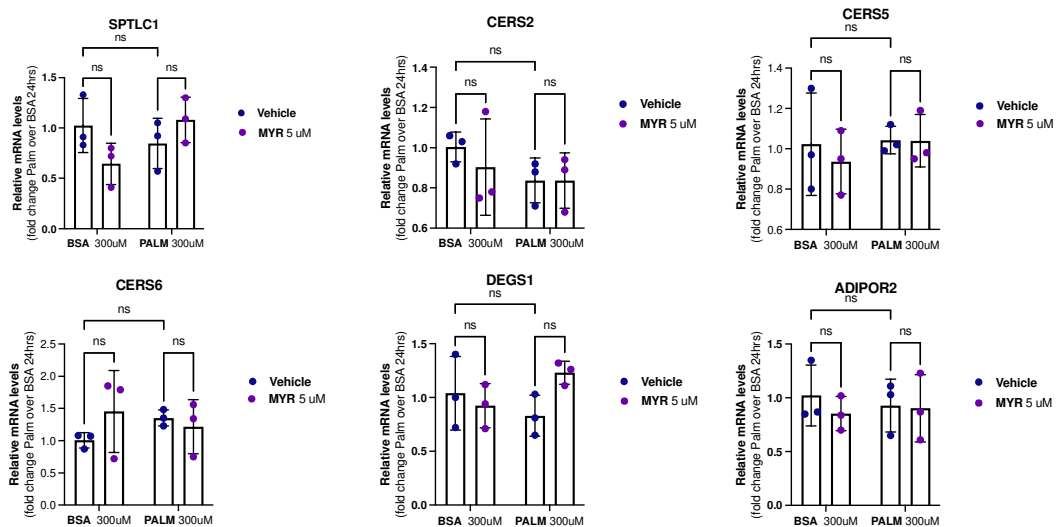 SPTLC1
ns
ns
ns
Relative mRNA levels
(fold change Palm over BSA 24hrs)
1.5
1.0
0.5
0.0
BSA 300uM PALM 300uM
Vehicle
MYR 5 uM
CERS2
ns
ns
ns
Relative mRNA levels
(fold change Palm over BSA 24hrs)
1.4
1.2
1.0
0.8
0.6
BSA 300uM PALM 300uM
Vehicle
MYR 5 uM
CERS5
ns
ns
ns
Relative mRNA levels
(fold change Palm over BSA 24hrs)
1.4
1.2
1.0
0.8
0.6
BSA 300uM PALM 300uM
Vehicle
MYR 5 uM
CERS6
ns
ns
ns
Relative mRNA levels
(fold change Palm over BSA 24hrs)
2.5
2.0
1.5
1.0
0.5
0.0
BSA 300uM PALM 300uM
Vehicle
MYR 5 uM
DEGS1
ns
ns
ns
Relative mRNA levels
(fold change Palm over BSA 24hrs)
1.5
1.0
0.5
0.0
BSA 300uM PALM 300uM
Vehicle
MYR 5 uM
ADIPOR2
ns
ns
ns
Relative mRNA levels
(fold change Palm over BSA 24hrs)
1.5
1.0
0.5
0.0
BSA 300uM PALM 300uM
Vehicle
MYR 5 uM